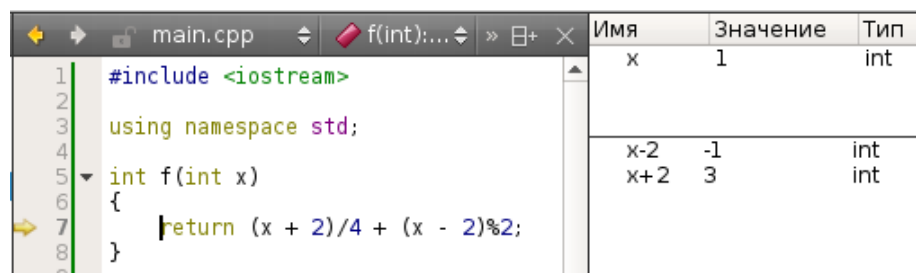 main.cpp f(int):... » ×
Имя Значение Тип
x 1 int
x-2 -1 int
x+2 3 int
1 #include <iostream>
2
3 using namespace std;
4
5 int f(int x)
6 {
7 return (x + 2)/4 + (x - 2)%2;
8 }